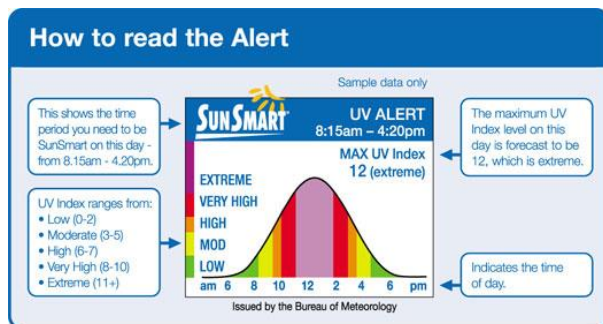 How to read the Alert
Sample data only
This shows the time
period you need to be
SunSmart on this day -
from 8.15am - 4.20pm.
SUNSMART
UV ALERT
8:15am – 4:20pm
The maximum UV
Index level on this
day is forecast to be
12, which is extreme.
MAX UV Index
12 (extreme)
UV Index ranges from:
• Low (0-2)
• Moderate (3-5)
• High (6-7)
• Very High (8-10)
• Extreme (11+)
EXTREME
VERY HIGH
HIGH
MOD
LOW
am 6 8 10 12 2 4 6 pm
Indicates the time
of day.
Issued by the Bureau of Meteorology